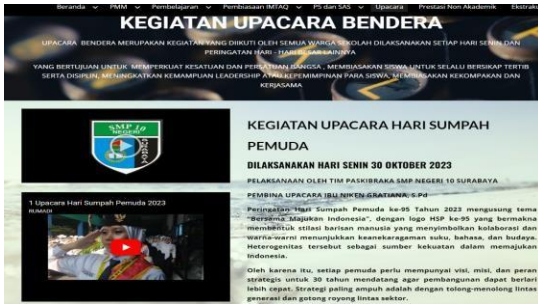 Beranda PMM Pembelajaran Pembiasaan IMTAQ P5 dan SAS Upacara Prestasi Non Akademik Ekstraku
KEGIATAN UPACARA BENDERA
UPACARA BENDERA MERUPAKAN KEGIATAN YANG DIIKUTI OLEH SEMUA WARGA SEKOLAH DILAKSANAKAN SETIAP HARI SENIN DAN
PERINGATAN HARI - HARI BESAR LAINNYA
YANG BERTUJUAN UNTUK MEMPERKUAT KESATUAN DAN PERSATUAN BANGSA , MEMBIASAKAN SISWA UNTUK SELALU BERSIKAP TERTIB
SERTA DISIPLIN, MENINGKATKAN KEMAMPUAN LEADERSHIP ATAU KEPEMIMPINAN PARA SISWA, MEMBIASAKAN KEKOMPAKAN DAN
KERJASAMA
SMP 10
NEGERI
KEGIATAN UPACARA HARI SUMPAH
PEMUDA
DILAKSANAKAN HARI SENIN 30 OKTOBER 2023
PELAKSANAAN OLEH TIM PASKIBRAKA SMP NEGERI 10 SURABAYA
PEMBINA UPACARA IBU NIKEN GRATIANA, S.Pd
1 Upacara Hari Sumpah Pemuda 2023
RUMADI
Peringatan Hari Sumpah Pemuda ke-95 Tahun 2023 mengusung tema
"Bersama Majukan Indonesia", dengan logo HSP ke-95 yang bermakna
membentuk stilasi barisan manusia yang menyimbolkan kolaborasi dan
warna-warni menunjukkan keanekaragaman suku, bahasa, dan budaya.
Heterogenitas tersebut sebagai sumber kekuatan dalam memajukan
Indonesia.
Oleh karena itu, setiap pemuda perlu mempunyai visi, misi, dan peran
strategis untuk 30 tahun mendatang agar pembangunan dapat berlari
lebih cepat. Strategi paling ampuh adalah dengan tolong-menolong lintas
generasi dan gotong royong lintas sektor.